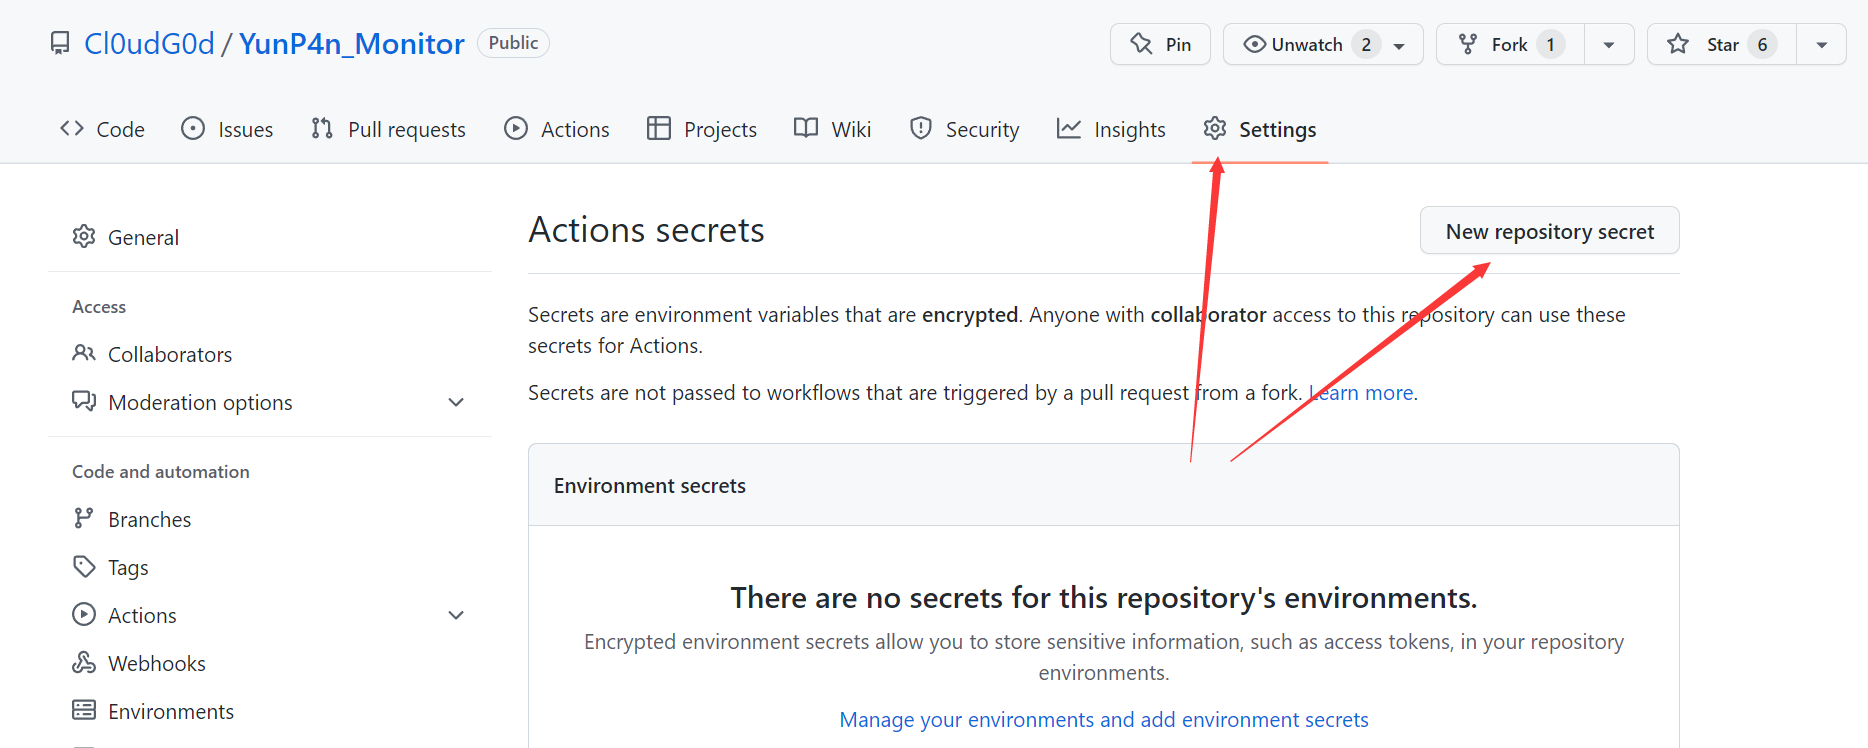 Cl0udG0d / YunP4n_Monitor Public
Pin Unwatch 2 Fork 1 Star 6
Code Issues Pull requests Actions Projects Wiki Security Insights Settings
General
Access
Collaborators
Moderation options
Code and automation
Branches
Tags
Actions
Webhooks
Environments
Actions secrets
New repository secret
Secrets are environment variables that are encrypted. Anyone with collaborator access to this repository can use these
secrets for Actions.
Secrets are not passed to workflows that are triggered by a pull request from a fork. Learn more.
Environment secrets
There are no secrets for this repository's environments.
Encrypted environment secrets allow you to store sensitive information, such as access tokens, in your repository
environments.
Manage your environments and add environment secrets